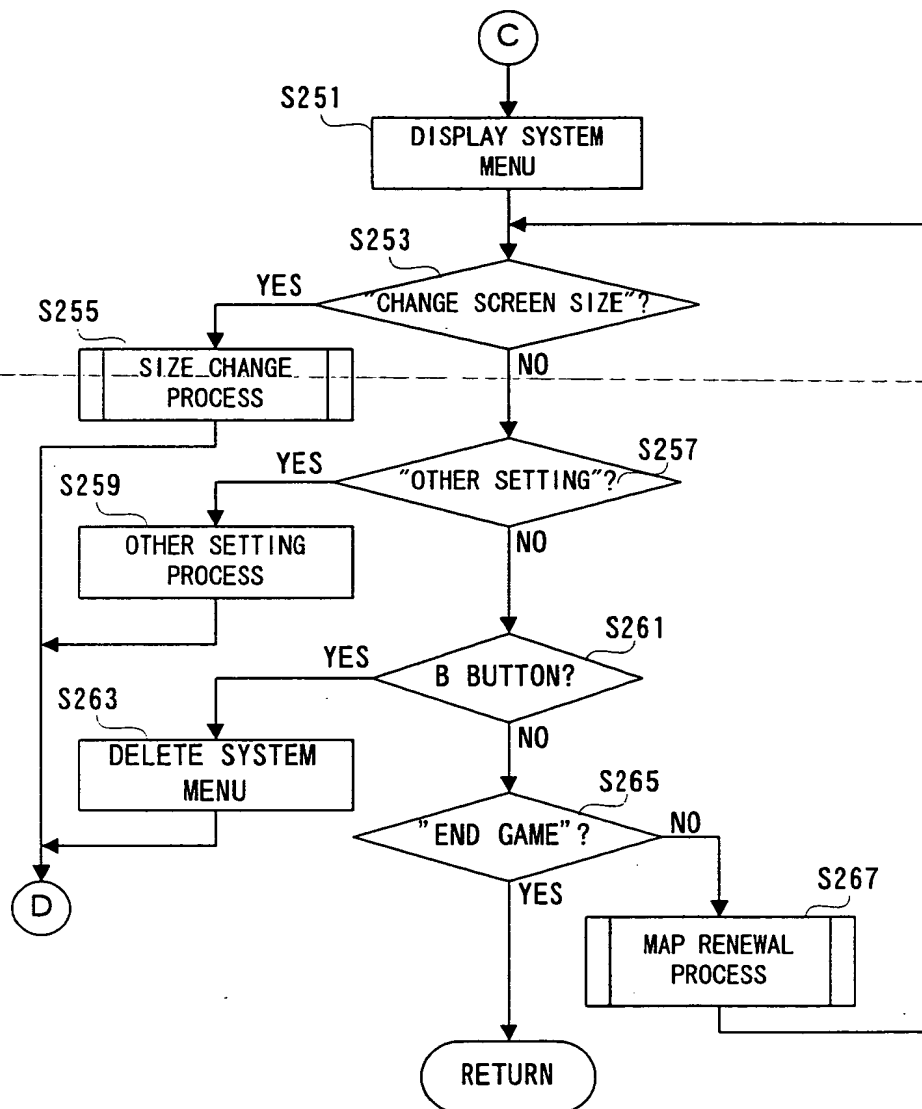 C
S251
DISPLAY SYSTEM
MENU
S253
YES
"CHANGE SCREEN SIZE"?
S255
NO
SIZE CHANGE
PROCESS
S257
YES
"OTHER SETTING"?
S259
NO
OTHER SETTING
PROCESS
S261
YES
B BUTTON?
S263
NO
DELETE SYSTEM
MENU
S265
"END GAME"?
NO
YES
D
S267
MAP RENEWAL
PROCESS
RETURN